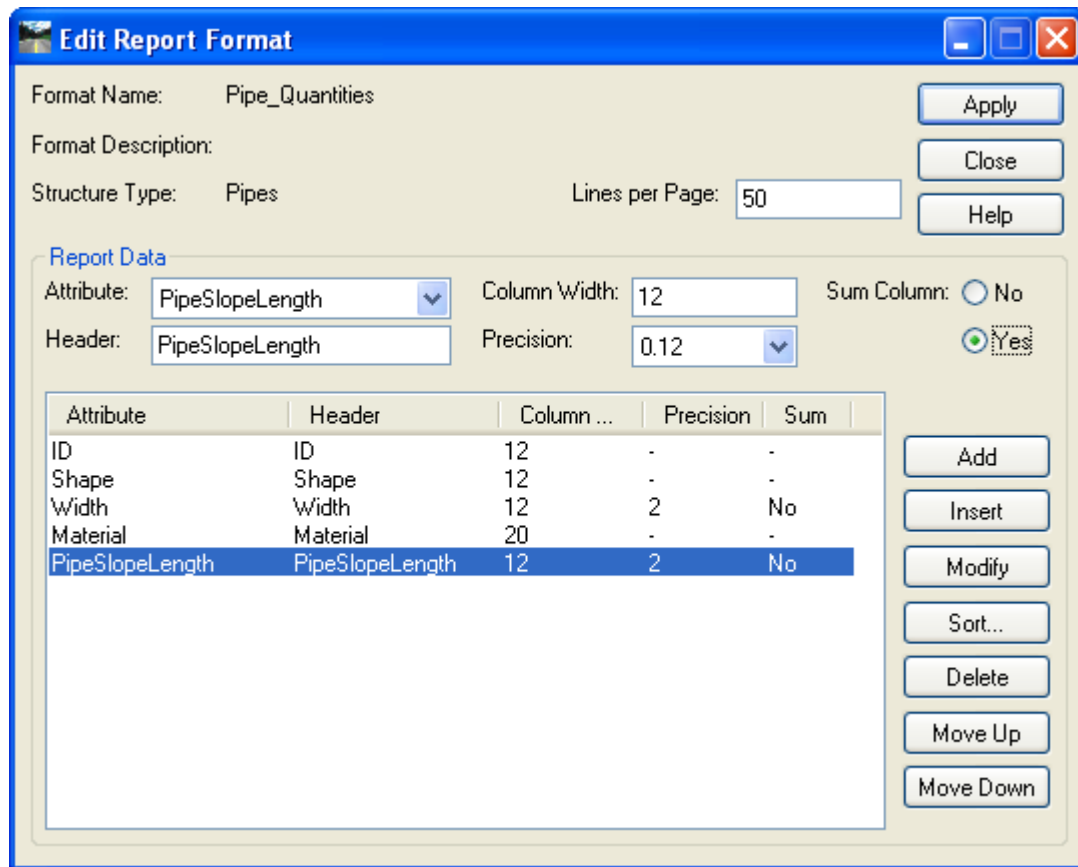 Edit Report Format
Format Name: Pipe_Quantities
Apply
Format Description:
Close
Structure Type: Pipes Lines per Page: 50
Help
Report Data
Attribute: PipeSlopeLength Column Width: 12 Sum Column: No
Header: PipeSlopeLength Precision: 0.12 Yes
Attribute Header Column ... Precision Sum
ID ID 12 - -
Shape Shape 12 - -
Width Width 12 2 No
Material Material 20 - -
PipeSlopeLength PipeSlopeLength 12 2 No
Add
Insert
Modify
Sort...
Delete
Move Up
Move Down